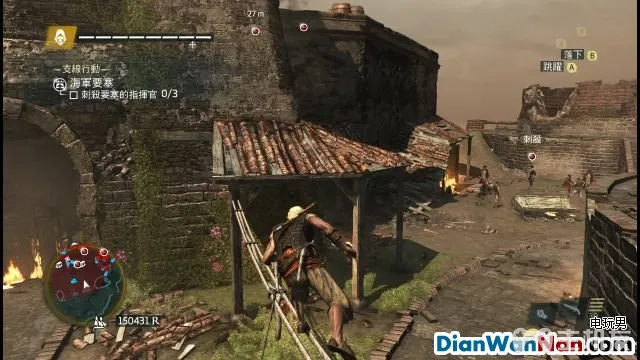 27 m
支線行動
海軍要塞
刺殺要塞的指揮官 0/3
落下 B
跳躍 A
刺殺
150431 R
电玩男
DianWanNan.com